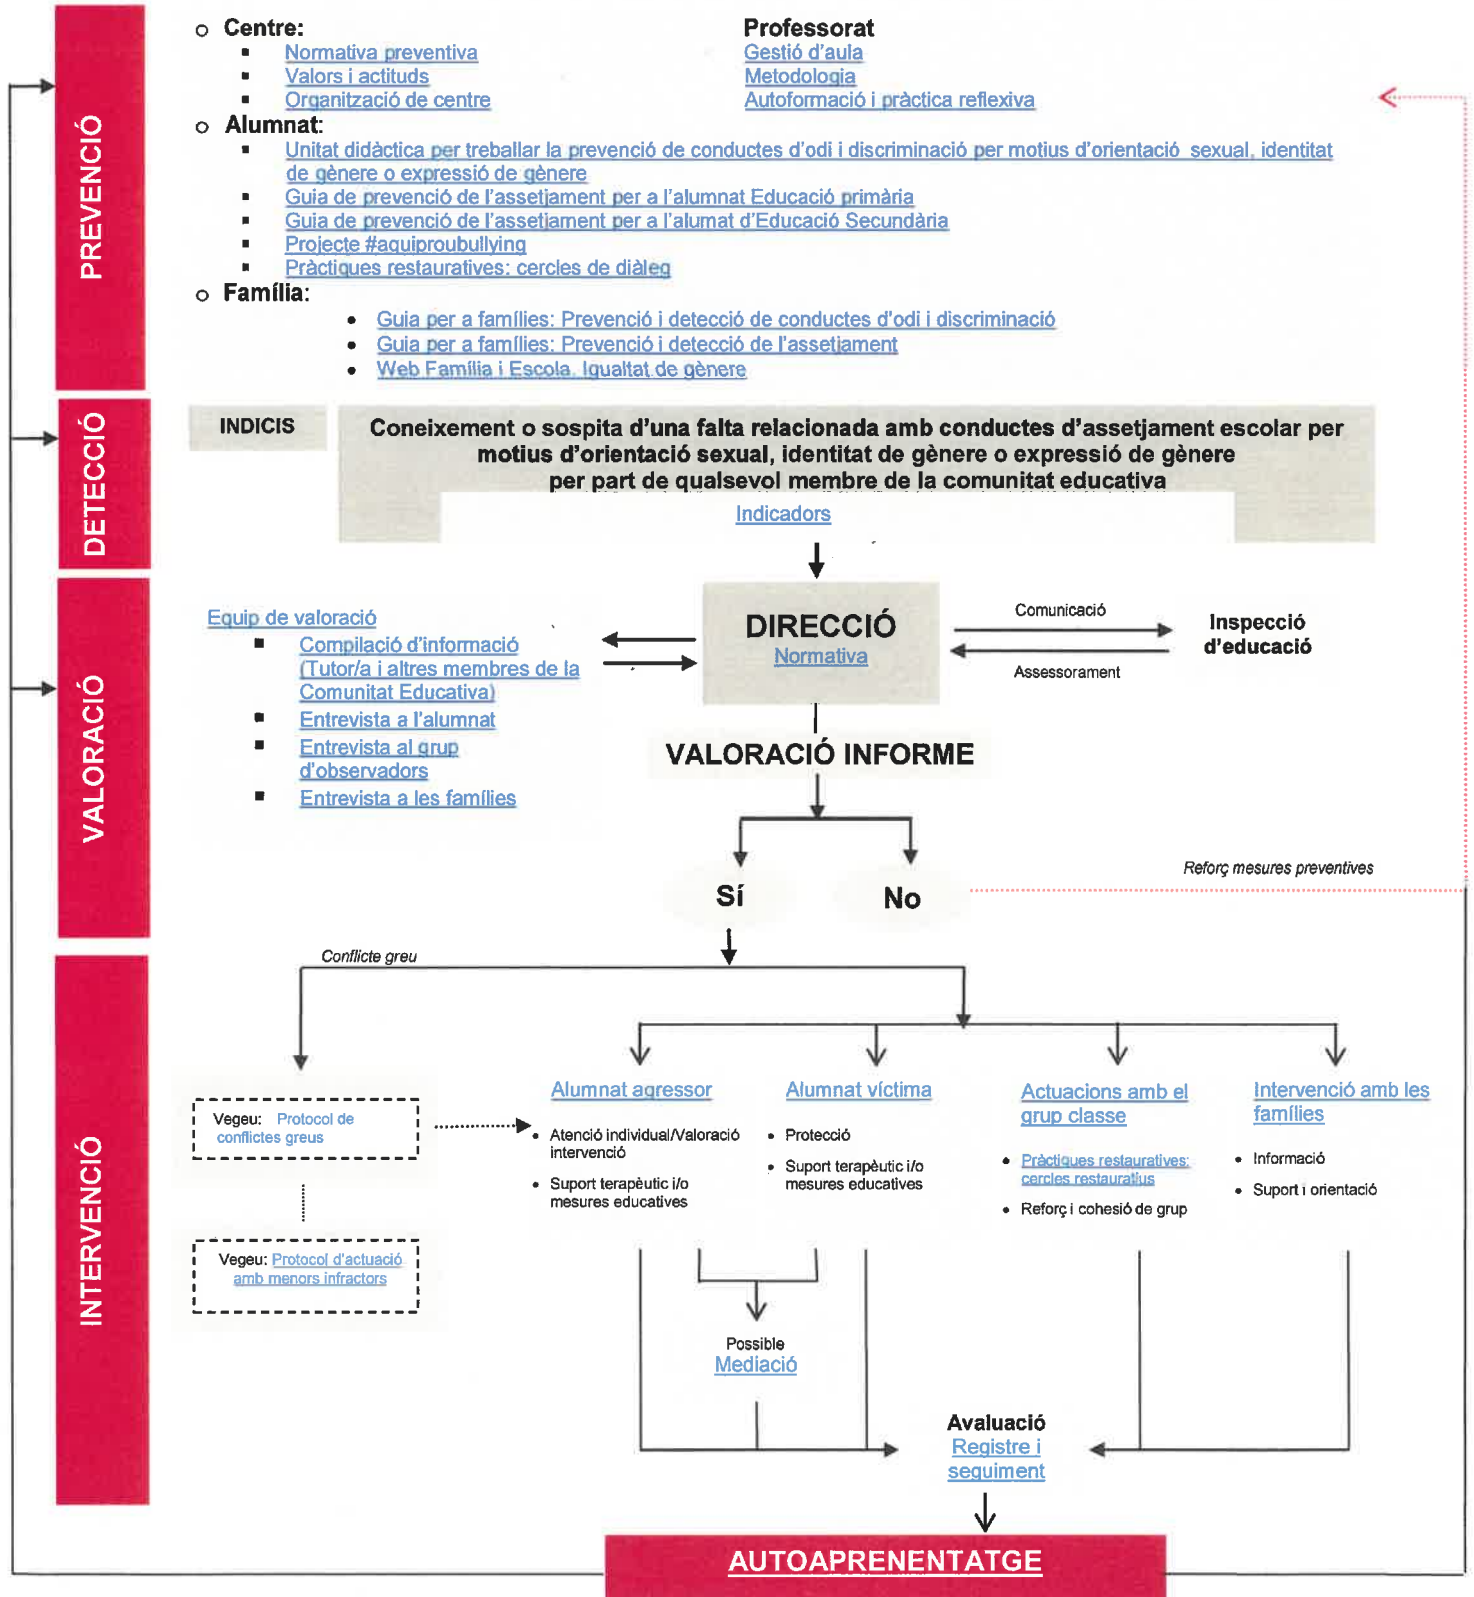 PREVENCIÓ
Centre:
Normativa preventiva
Valors i actituds
Organització de centre
Professorat
Gestió d'aula
Metodologia
Autoformació i pràctica reflexiva
Alumnat:
Unitat didàctica per treballar la prevenció de conductes d'odi i discriminació per motius d'orientació sexual, identitat
de gènere o expressió de gènere
Guia de prevenció de l'assetjament per a l'alumnat Educació primària
Guia de prevenció de l'assetjament per a l'alumat d'Educació Secundària
Projecte #aquiproubullying
Pràctiques restauratives: cercles de diàleg
Família:
Guia per a famílies: Prevenció i detecció de conductes d'odi i discriminació
Guia per a famílies: Prevenció i detecció de l'assetjament
Web Família i Escola. Igualtat de gènere
DETECCIÓ
INDICIS
Coneixement o sospita d'una falta relacionada amb conductes d'assetjament escolar per
motius d'orientació sexual, identitat de gènere o expressió de gènere
per part de qualsevol membre de la comunitat educativa
Indicadors
VALORACIÓ
Equip de valoració
Compilació d'informació
(Tutor/a i altres membres de la
Comunitat Educativa)
Entrevista a l'alumnat
Entrevista al grup
d'observadors
Entrevista a les famílies
DIRECCIÓ
Normativa
Comunicació
Assessorament
Inspecció
d'educació
VALORACIÓ INFORME
Sí
No
Reforç mesures preventives
INTERVENCIÓ
Conflicte greu
Vegeu: Protocol de
conflictes greus
Vegeu: Protocol d'actuació
amb menors infractors
Alumnat agressor
Atenció individual/Valoració
intervenció
Suport terapèutic i/o
mesures educatives
Alumnat víctima
Protecció
Suport terapèutic i/o
mesures educatives
Actuacions amb el
grup classe
Pràctiques restauratives:
cercles restauratius
Reforç i cohesió de grup
Intervenció amb les
famílies
Informació
Suport i orientació
Possible
Mediació
Avaluació
Registre i
seguiment
AUTOAPRENENTATGE